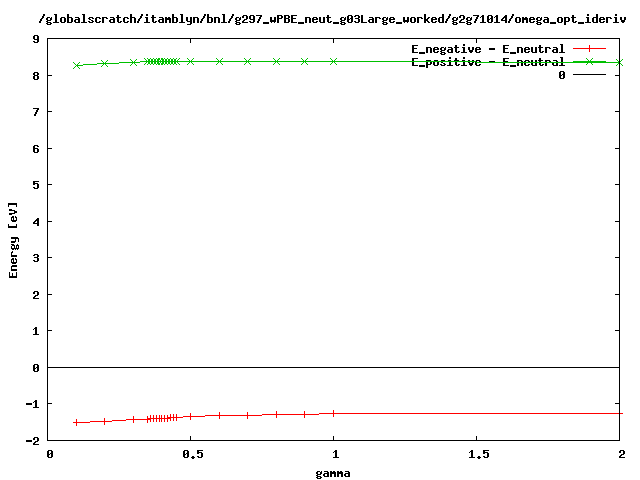 /globalscratch/itamblyn/bnl/g297_wPBE_neut_g03Large_worked/g2g71014/omega_opt_ideriv
9
E_negative - E_neutral
E_positive - E_neutral
8
0
7
6
5
Energy [eV]
4
3
2
1
0
-1
-2
0 0.5 1 1.5 2
gamma